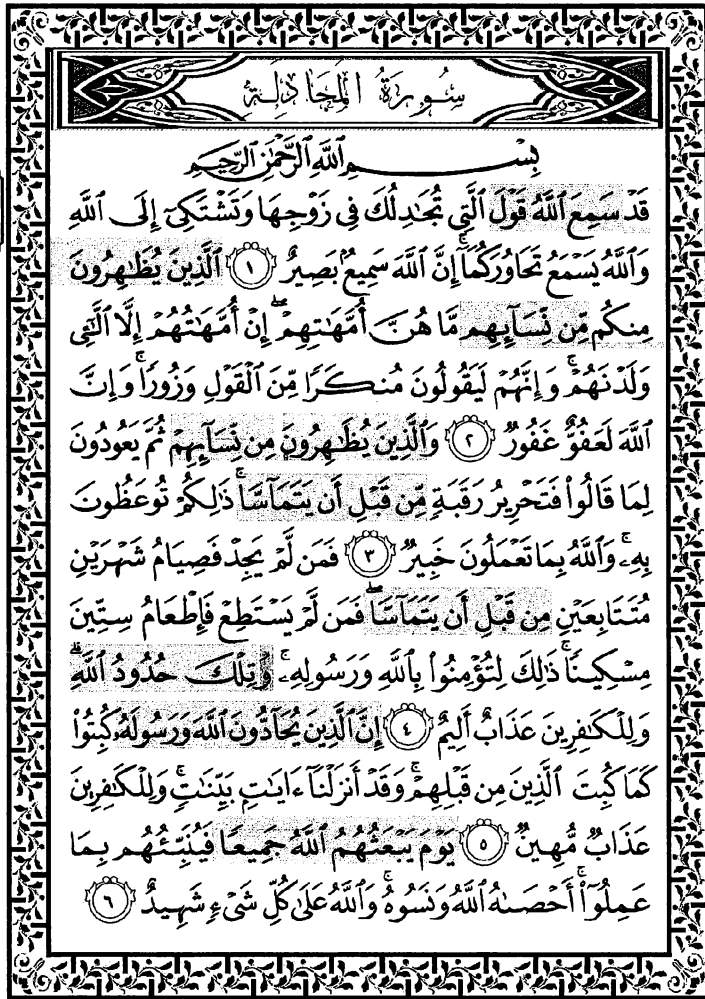 سُورَةُ المُجَادِلَةِ
بِسْمِ ٱللَّهِ ٱلرَّحْمَٰنِ ٱلرَّحِيمِ
قَدْ سَمِعَ ٱللَّهُ قَوْلَ ٱلَّتِي تُجَٰدِلُكَ فِي زَوْجِهَا وَتَشْتَكِيٓ إِلَى ٱللَّهِ
وَٱللَّهُ يَسْمَعُ تَحَاوُرَكُمَآ ۚ إِنَّ ٱللَّهَ سَمِيعٌۢ بَصِيرٌ ١ ٱلَّذِينَ يُظَٰهِرُونَ
مِنكُم مِّن نِّسَآئِهِم مَّا هُنَّ أُمَّهَٰتِهِمْ ۖ إِنْ أُمَّهَٰتُهُمْ إِلَّا ٱلَّٰٓـِٔي
وَلَدْنَهُمْ ۚ وَإِنَّهُمْ لَيَقُولُونَ مُنكَرًا مِّنَ ٱلْقَوْلِ وَزُورًا ۚ وَإِنَّ
ٱللَّهَ لَعَفُوٌّ غَفُورٌ ٢ وَٱلَّذِينَ يُظَٰهِرُونَ مِن نِّسَآئِهِمْ ثُمَّ يَعُودُونَ
لِمَا قَالُوا۟ فَتَحْرِيرُ رَقَبَةٍ مِّن قَبْلِ أَن يَتَمَآسَّا ۚ ذَٰلِكُمْ تُوعَظُونَ
بِهِۦ ۚ وَٱللَّهُ بِمَا تَعْمَلُونَ خَبِيرٌ ٣ فَمَن لَّمْ يَجِدْ فَصِيَامُ شَهْرَيْنِ
مُتَتَابِعَيْنِ مِن قَبْلِ أَن يَتَمَآسَّا ۖ فَمَن لَّمْ يَسْتَطِعْ فَإِطْعَامُ سِتِّينَ
مِسْكِينًا ۚ ذَٰلِكَ لِتُؤْمِنُوا۟ بِٱللَّهِ وَرَسُولِهِۦ ۚ وَتِلْكَ حُدُودُ ٱللَّهِ ۗ
وَلِلْكَٰفِرِينَ عَذَابٌ أَلِيمٌ ٤ إِنَّ ٱلَّذِينَ يُحَآدُّونَ ٱللَّهَ وَرَسُولَهُۥ كُبِتُوا۟
كَمَا كُبِتَ ٱلَّذِينَ مِن قَبْلِهِمْ ۚ وَقَدْ أَنزَلْنَآ ءَايَٰتٍۭ بَيِّنَٰتٍ ۚ وَلِلْكَٰفِرِينَ
عَذَابٌ مُّهِينٌ ٥ يَوْمَ يَبْعَثُهُمُ ٱللَّهُ جَمِيعًا فَيُنَبِّئُهُم بِمَا
عَمِلُوٓا۟ ۚ أَحْصَىٰهُ ٱللَّهُ وَنَسُوهُ ۚ وَٱللَّهُ عَلَىٰ كُلِّ شَيْءٍ شَهِيدٌ ٦